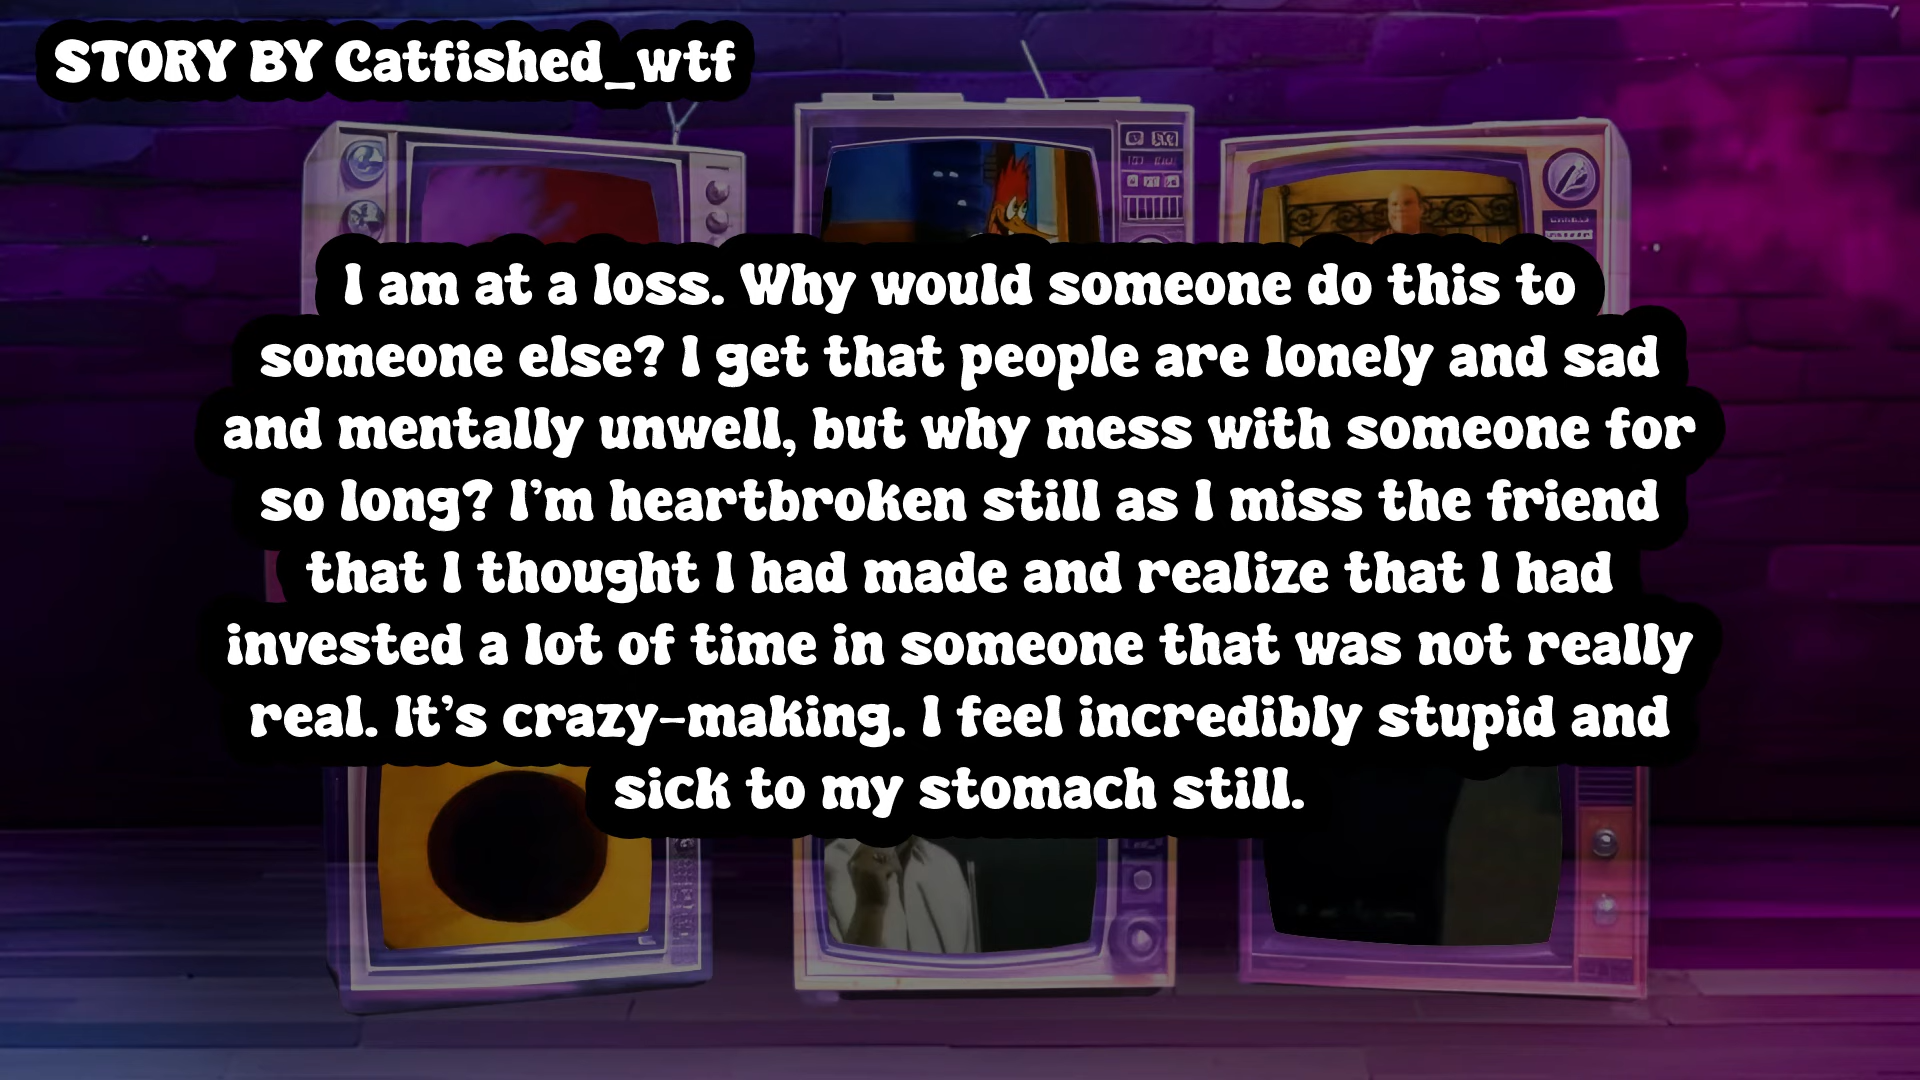 STORY BY Catfished_wtf
I am at a loss. Why would someone do this to
someone else? I get that people are lonely and sad
and mentally unwell, but why mess with someone for
so long? I’m heartbroken still as I miss the friend
that I thought I had made and realize that I had
invested a lot of time in someone that was not really
real. It’s crazy-making. I feel incredibly stupid and
sick to my stomach still.